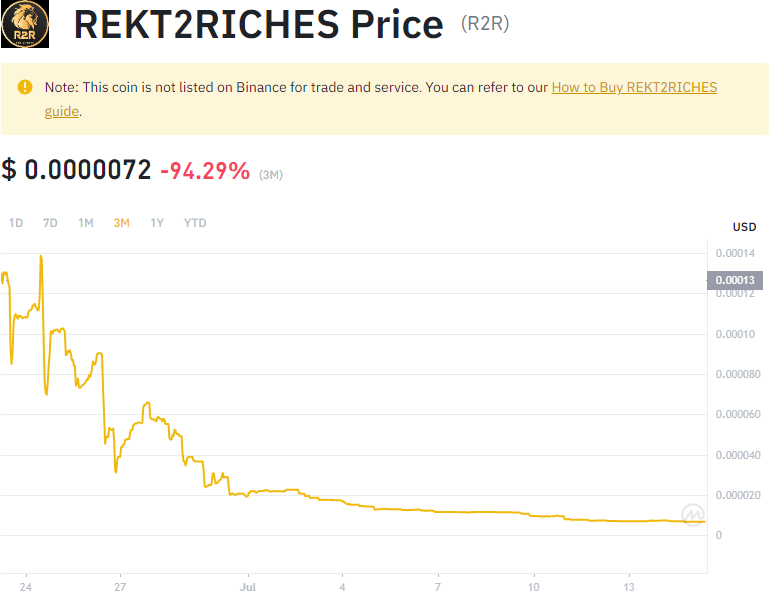 REKT2RICHES Price (R2R)
R2R
Note: This coin is not listed on Binance for trade and service. You can refer to our How to Buy REKT2RICHES
guide.
$ 0.0000072 -94.29% (3M)
1D 7D 1M 3M 1Y YTD
USD
0.00014
0.00013
0.00012
0.00010
0.000080
0.000060
0.000040
0.000020
0
24 27 Jul 4 7 10 13